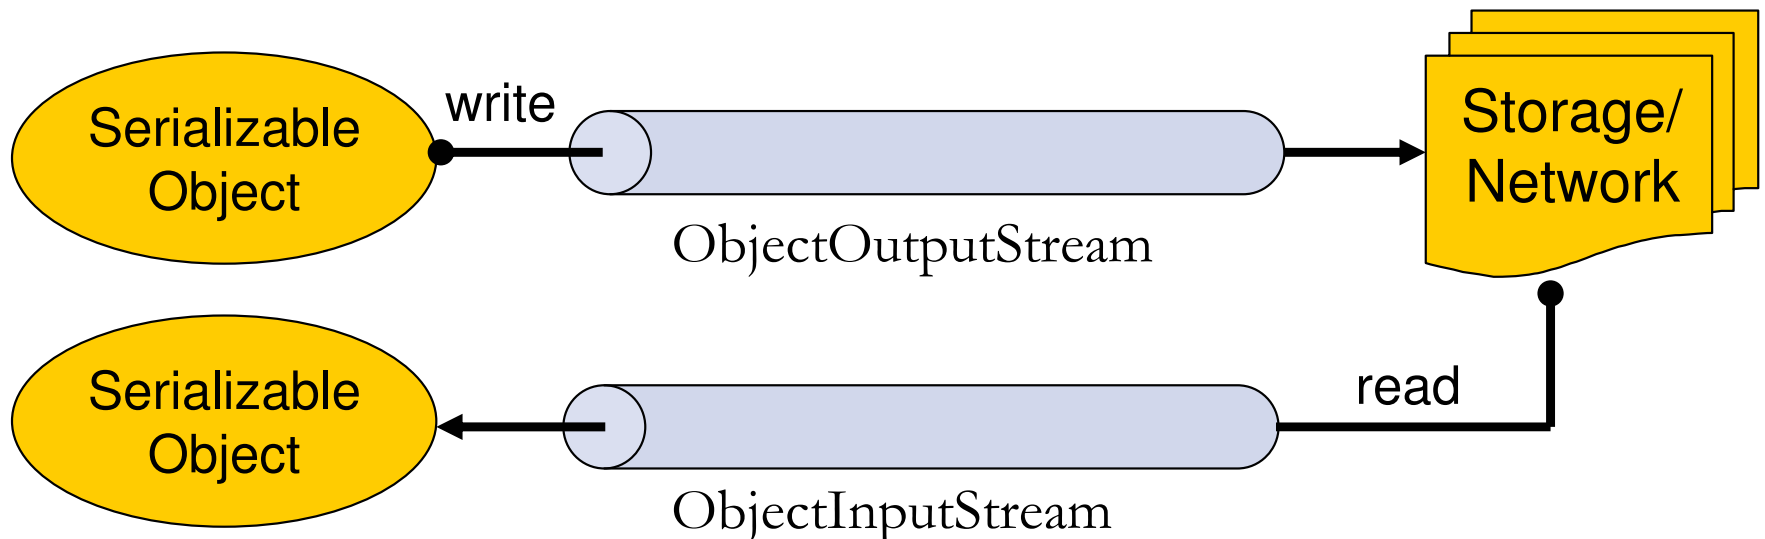 Serializable
Object
write
ObjectOutputStream
Storage/
Network
Serializable
Object
read
ObjectInputStream